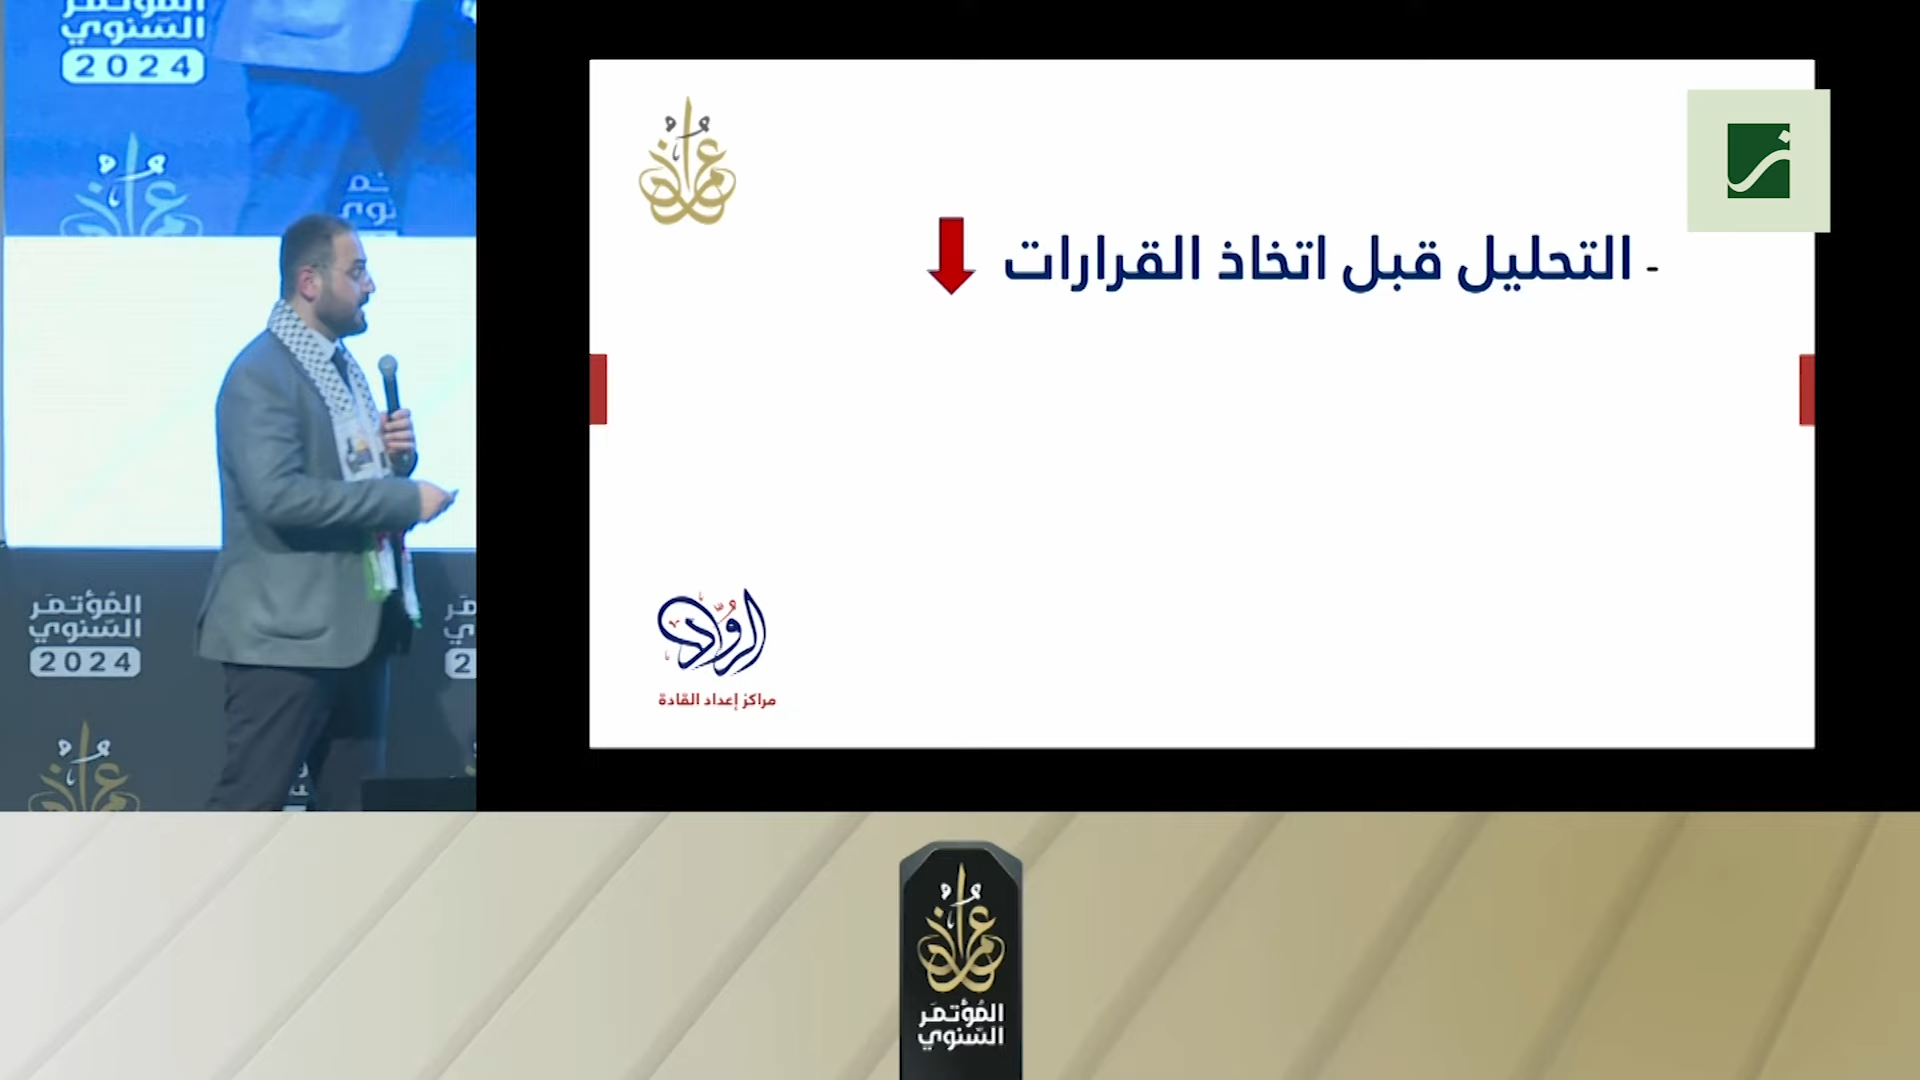 المؤتمر
السنوي
2024
- التحليل قبل اتخاذ القرارات
الرواد
مراكز إعداد القادة
المؤتمر
السنوي
2024
المؤتمر
السنوي